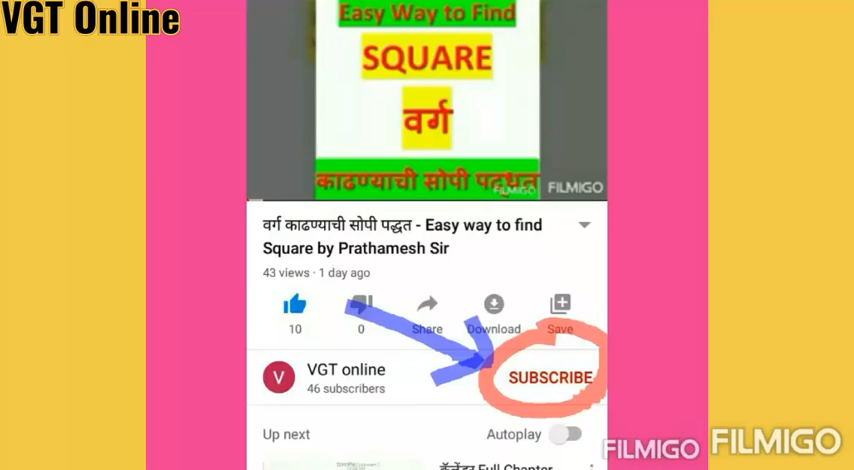 VGT Online
Easy Way to Find
SQUARE
वर्ग
काढण्याची सोपी पद्धत
FILMIGO
FILMIGO
वर्ग काढण्याची सोपी पद्धत - Easy way to find
Square by Prathamesh Sir
43 views · 1 day ago
10
0
Share
Download
Save
V
VGT online
46 subscribers
SUBSCRIBE
Up next
Autoplay
कॅलेंडर Full Chapter
FILMIGO
FILMIGO